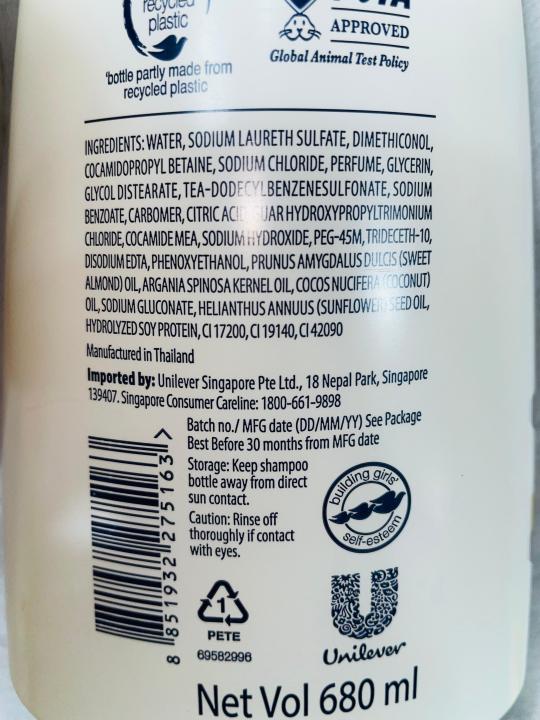 recycled
plastic
*bottle partly made from
recycled plastic
APPROVED
Global Animal Test Policy
INGREDIENTS: WATER, SODIUM LAURETH SULFATE, DIMETHICONOL,
COCAMIDOPROPYL BETAINE, SODIUM CHLORIDE, PERFUME, GLYCERIN,
GLYCOL DISTEARATE, TEA-DODECYLBENZENESULFONATE, SODIUM
BENZOATE, CARBOMER, CITRIC ACID, GUAR HYDROXYPROPYLTRIMONIUM
CHLORIDE, COCAMIDE MEA, SODIUM HYDROXIDE, PEG-45M, TRIDECETH-10,
DISODIUM EDTA, PHENOXYETHANOL, PRUNUS AMYGDALUS DULCIS (SWEET
ALMOND) OIL, ARGANIA SPINOSA KERNEL OIL, COCOS NUCIFERA (COCONUT)
OIL, SODIUM GLUCONATE, HELIANTHUS ANNUUS (SUNFLOWER) SEED OIL,
HYDROLYZED SOY PROTEIN, CI 17200, CI 19140, CI 42090
Manufactured in Thailand
Imported by: Unilever Singapore Pte Ltd., 18 Nepal Park, Singapore
139407. Singapore Consumer Careline: 1800-661-9898
Batch no./ MFG date (DD/MM/YY) See Package
Best Before 30 months from MFG date
Storage: Keep shampoo
bottle away from direct
sun contact.
Caution: Rinse off
thoroughly if contact
with eyes.
8 851932 275163 >
building girls'
self-esteem
1
PETE
69582996
Unilever
Net Vol 680 ml